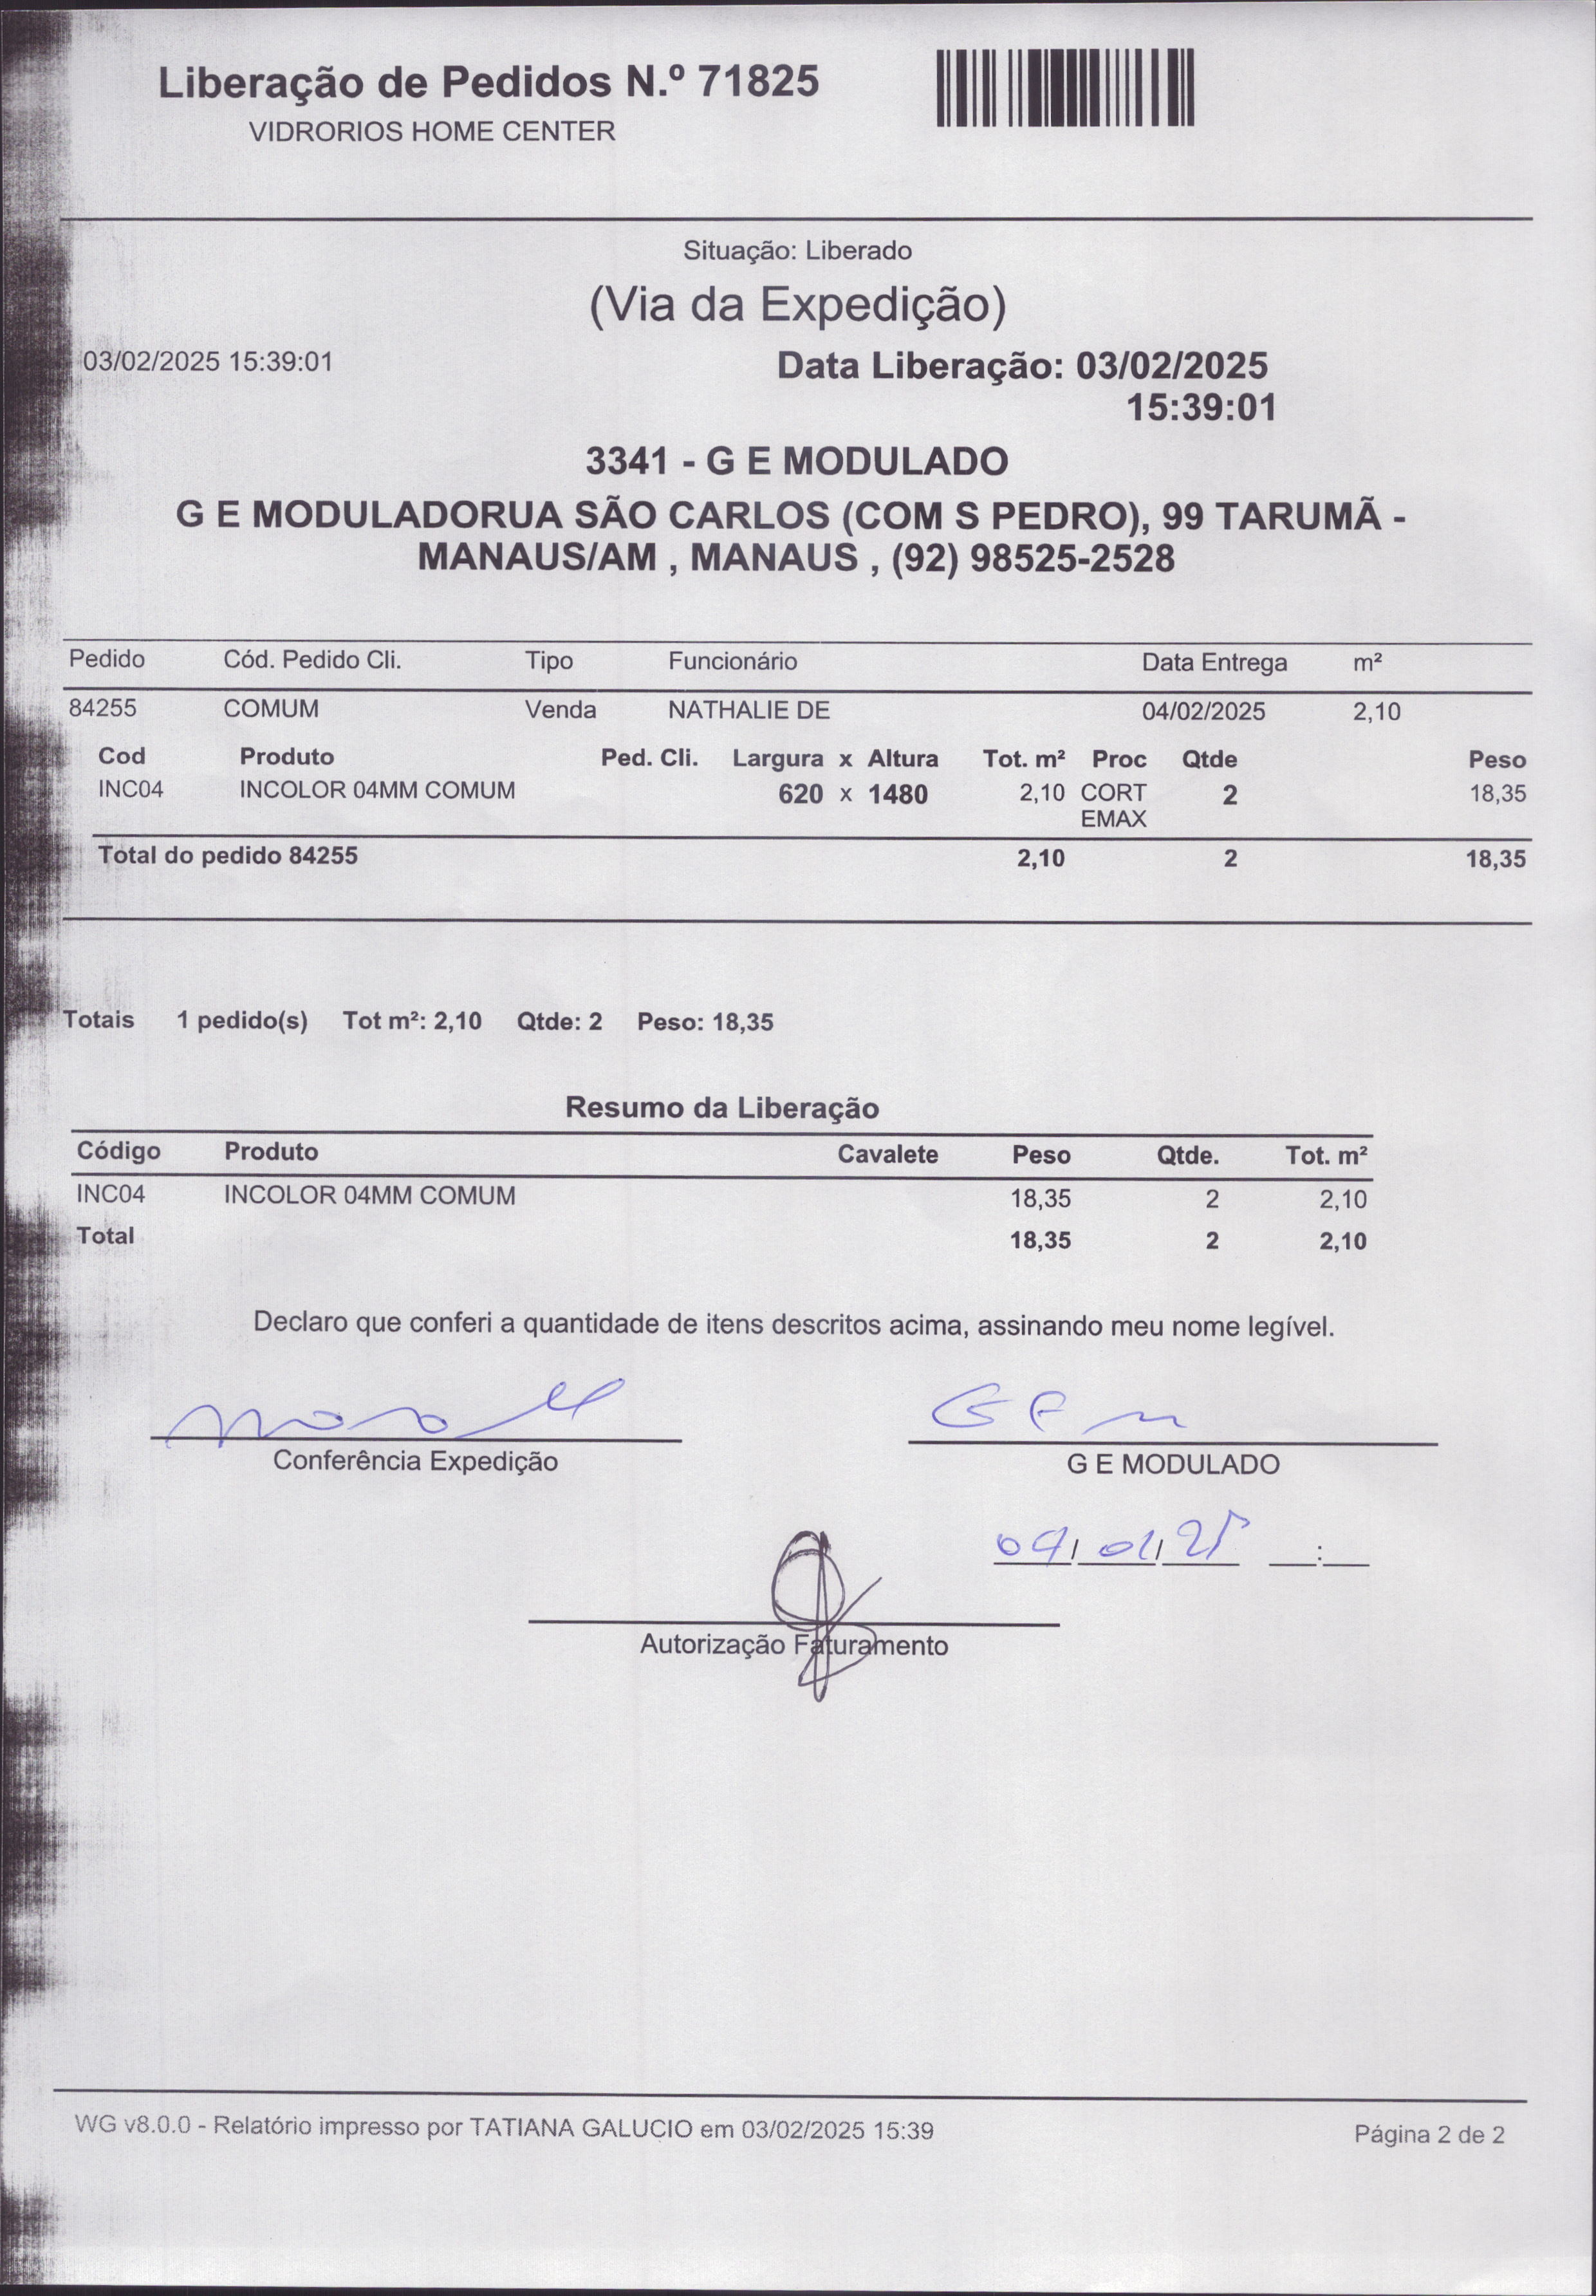 Liberação de Pedidos N.º 71825
VIDRORIOS HOME CENTER
Situação: Liberado
(Via da Expedição)
03/02/2025 15:39:01
Data Liberação: 03/02/2025
15:39:01
3341 - G E MODULADO
G E MODULADORUA SÃO CARLOS (COM S PEDRO), 99 TARUMÃ -
MANAUS/AM , MANAUS , (92) 98525-2528
Pedido Cód. Pedido Cli. Tipo Funcionário Data Entrega m²
84255 COMUM Venda NATHALIE DE 04/02/2025 2,10
Cod Produto Ped. Cli. Largura x Altura Tot. m² Proc Qtde Peso
INC04 INCOLOR 04MM COMUM 620 x 1480 2,10 CORT 2 18,35
EMAX
Total do pedido 84255 2,10 2 18,35
Totais 1 pedido(s) Tot m²: 2,10 Qtde: 2 Peso: 18,35
Resumo da Liberação
Código Produto Cavalete Peso Qtde. Tot. m²
INC04 INCOLOR 04MM COMUM 18,35 2 2,10
Total 18,35 2 2,10
Declaro que conferi a quantidade de itens descritos acima, assinando meu nome legível.
Conferência Expedição
G E MODULADO
Autorização Faturamento
WG v8.0.0 - Relatório impresso por TATIANA GALUCIO em 03/02/2025 15:39
Página 2 de 2